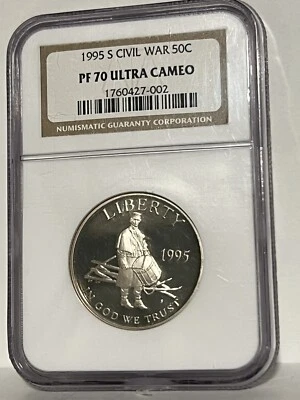 1995 S CIVIL WAR 50C
PF 70 ULTRA CAMEO
1760427-002
NUMISMATIC GUARANTY CORPORATION
LIBERTY
1995
IN GOD WE TRUST